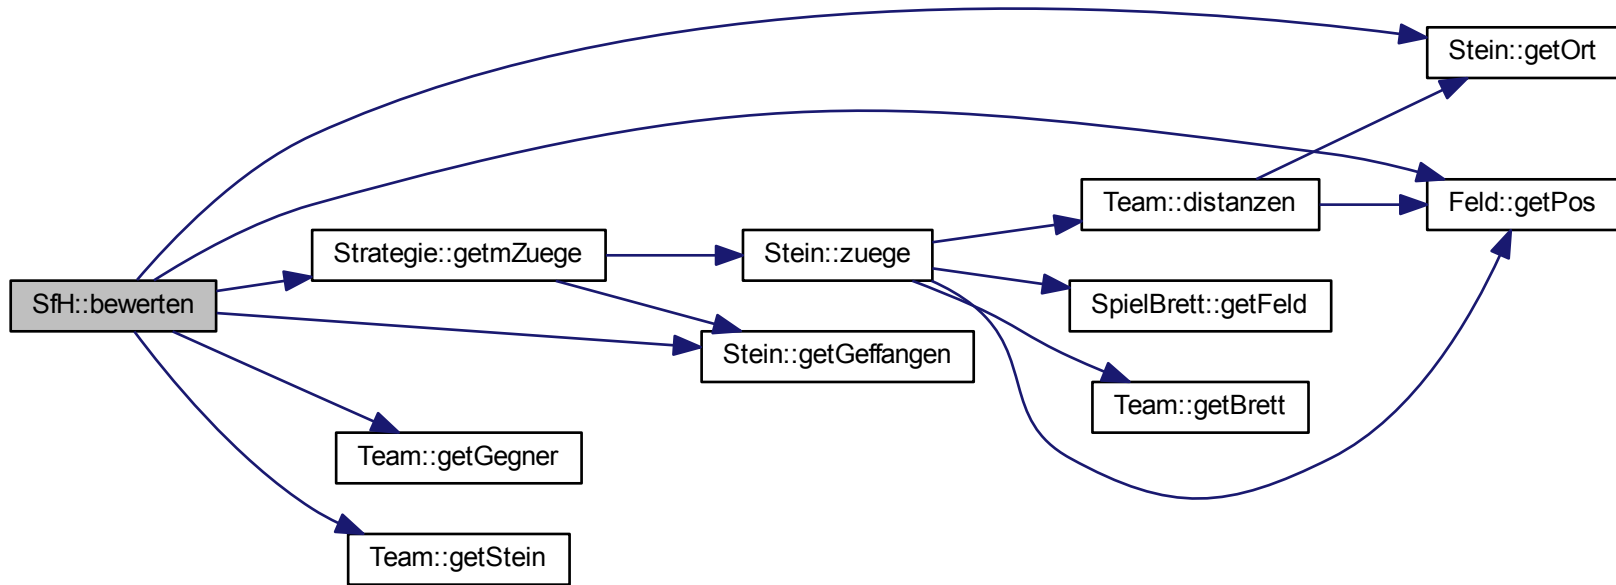 Stein::getOrt
Team::distanzen
Feld::getPos
Strategie::getmZuege
Stein::zuege
SfH::bewerten
SpielBrett::getFeld
Stein::getGeffangen
Team::getBrett
Team::getGegner
Team::getStein